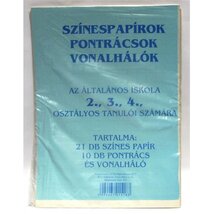 SZÍNESPAPÍROK
PONTRÁCSOK
VONALHÁLÓK
AZ ÁLTALÁNOS ISKOLA
2., 3., 4.,
OSZTÁLYOS TANULÓI SZÁMÁRA
TARTALMA:
21 DB SZÍNES PAPÍR
10 DB PONTRÁCS
ÉS VONALHÁLÓ